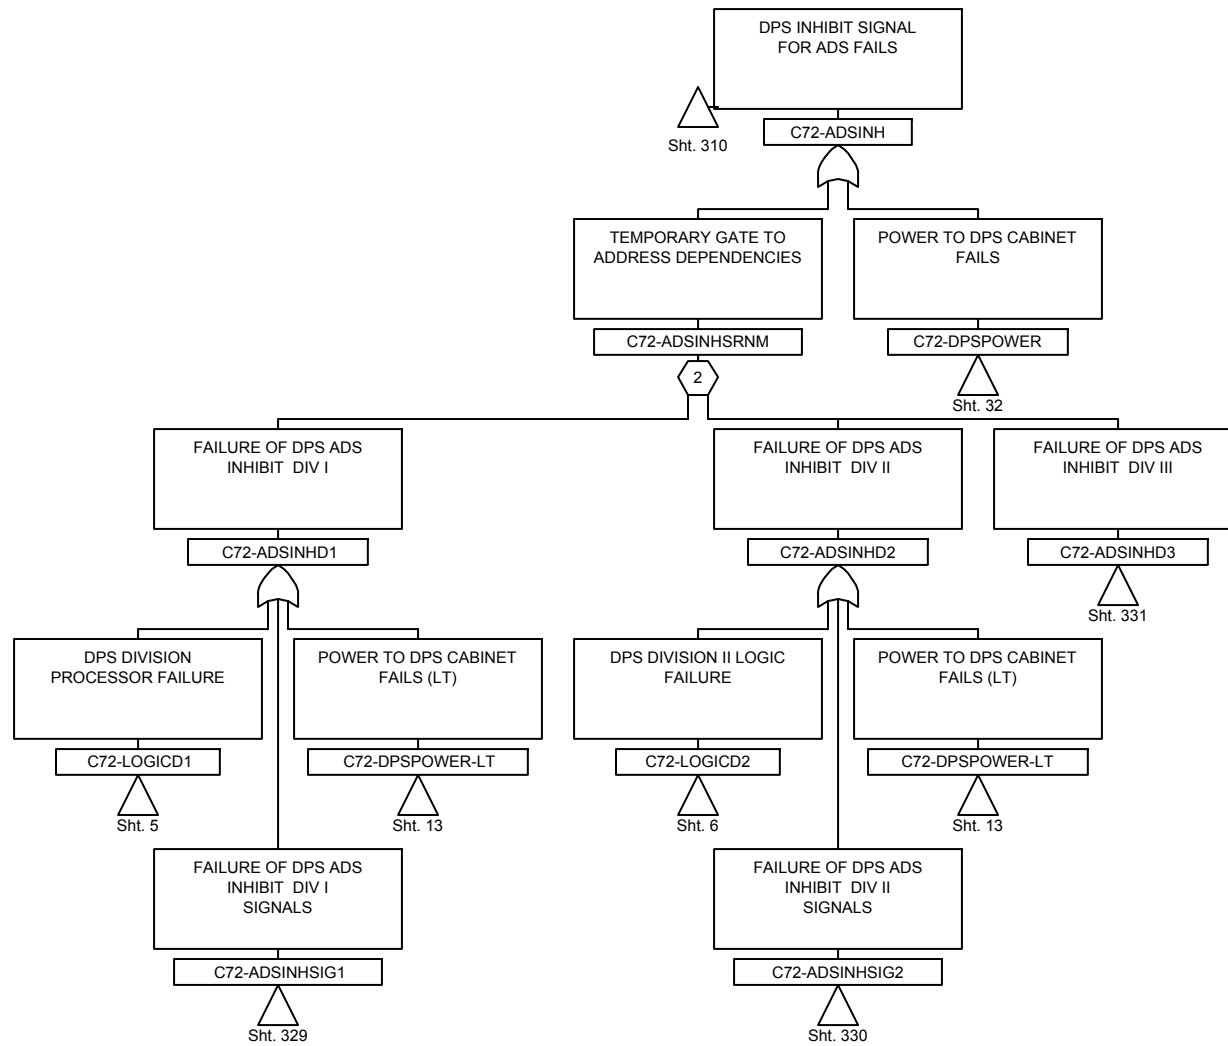 DPS INHIBIT SIGNAL
FOR ADS FAILS
C72-ADSINH
Sht. 310
TEMPORARY GATE TO
ADDRESS DEPENDENCIES
C72-ADSINHSRNM
POWER TO DPS CABINET
FAILS
C72-DPSPOWER
Sht. 32
2
FAILURE OF DPS ADS
INHIBIT DIV I
C72-ADSINHD1
FAILURE OF DPS ADS
INHIBIT DIV II
C72-ADSINHD2
FAILURE OF DPS ADS
INHIBIT DIV III
C72-ADSINHD3
Sht. 331
DPS DIVISION
PROCESSOR FAILURE
C72-LOGICD1
Sht. 5
POWER TO DPS CABINET
FAILS (LT)
C72-DPSPOWER-LT
Sht. 13
DPS DIVISION II LOGIC
FAILURE
C72-LOGICD2
Sht. 6
POWER TO DPS CABINET
FAILS (LT)
C72-DPSPOWER-LT
Sht. 13
FAILURE OF DPS ADS
INHIBIT DIV I
SIGNALS
C72-ADSINHSIG1
Sht. 329
FAILURE OF DPS ADS
INHIBIT DIV II
SIGNALS
C72-ADSINHSIG2
Sht. 330